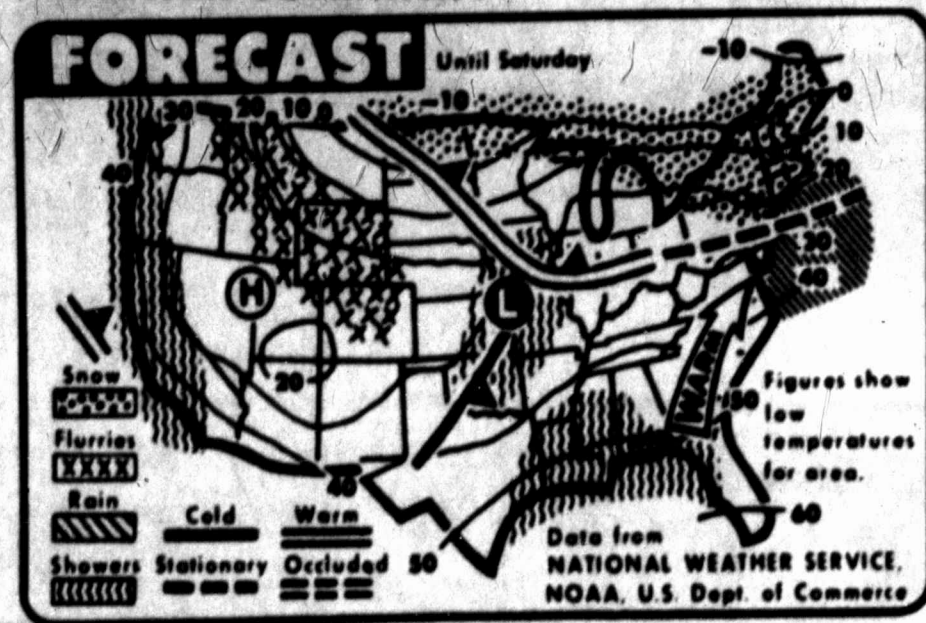 FORECAST
Until Saturday
-10
30 20 10 0
-10
0
10
20
40
30
40
H
L
20
WARM
50
40
50
60
Snow
Flurries
Rain
Showers
Cold
Warm
Stationary
Occluded
Figures show
low
temperatures
for area.
Data from
NATIONAL WEATHER SERVICE,
NOAA, U.S. Dept. of Commerce